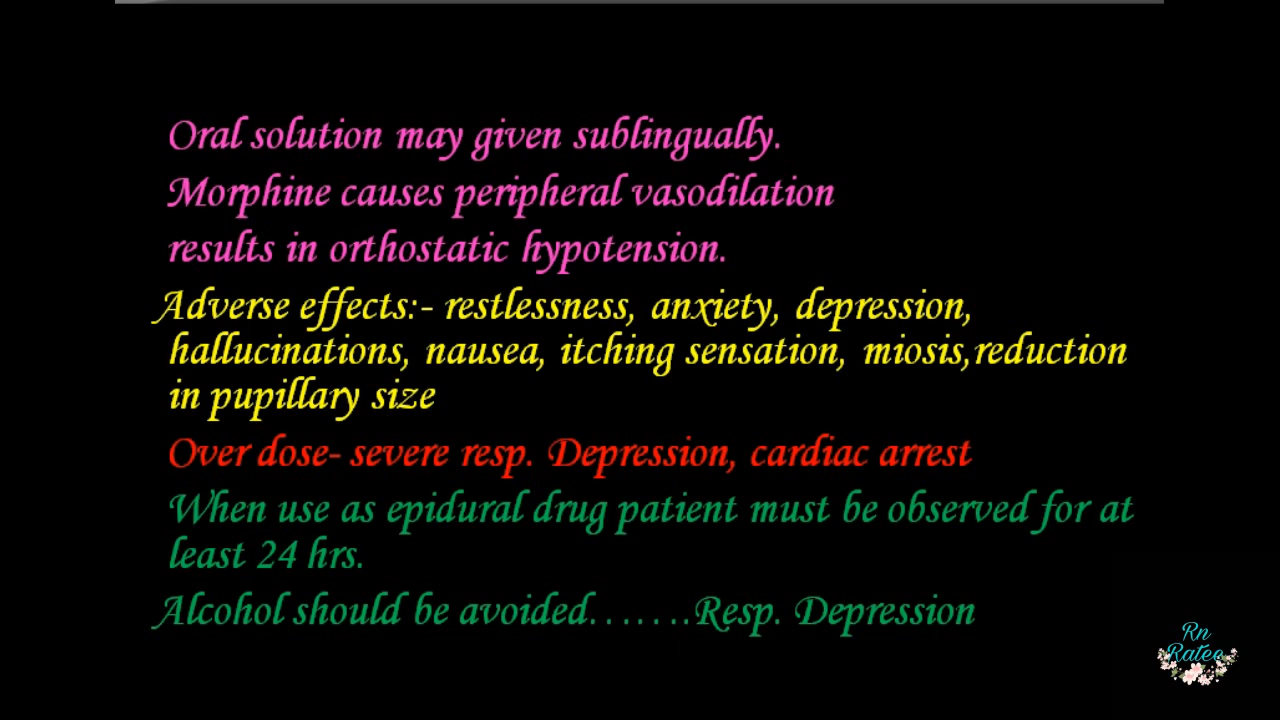 Oral solution may given sublingually.
Morphine causes peripheral vasodilation
results in orthostatic hypotension.
Adverse effects:- restlessness, anxiety, depression,
hallucinations, nausea, itching sensation, miosis,reduction
in pupillary size
Over dose- severe resp. Depression, cardiac arrest
When use as epidural drug patient must be observed for at
least 24 hrs.
Alcohol should be avoided.......Resp. Depression
Rn
Ratee